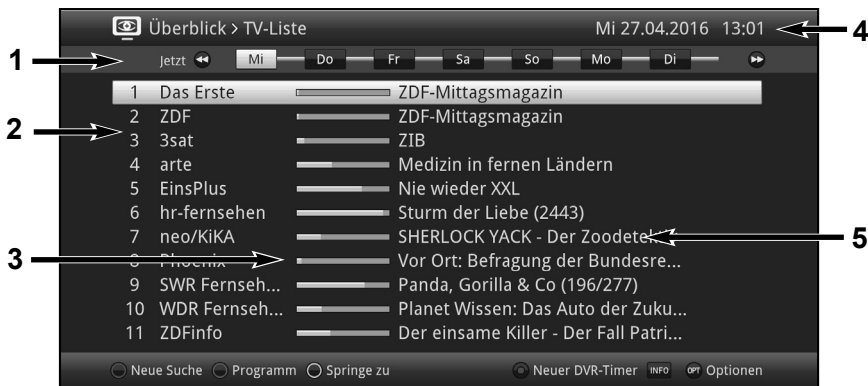 Überblick > TV-Liste Mi 27.04.2016 13:01 4
1 Jetzt Mi Do Fr Sa So Mo Di
1 Das Erste ZDF-Mittagsmagazin
2 ZDF ZDF-Mittagsmagazin
2
3 3sat ZIB
4 arte Medizin in fernen Ländern
5 EinsPlus Nie wieder XXL
6 hr-fernsehen Sturm der Liebe (2443)
7 neo/KiKA SHERLOCK YACK - Der Zoodete... 5
3 8 Phoenix Vor Ort: Befragung der Bundesre...
9 SWR Fernseh... Panda, Gorilla & Co (196/277)
10 WDR Fernseh... Planet Wissen: Das Auto der Zuku...
11 ZDFinfo Der einsame Killer - Der Fall Patri...
Neue Suche Programm Springe zu Neuer DVR-Timer INFO OPT Optionen